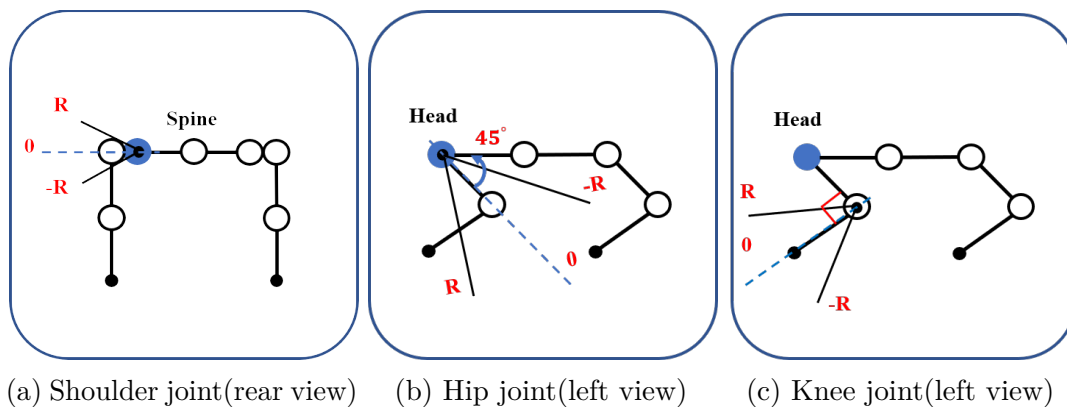 R
Spine
0
-R
Head
45°
-R
0
R
Head
R
0
-R
(a) Shoulder joint(rear view)
(b) Hip joint(left view)
(c) Knee joint(left view)